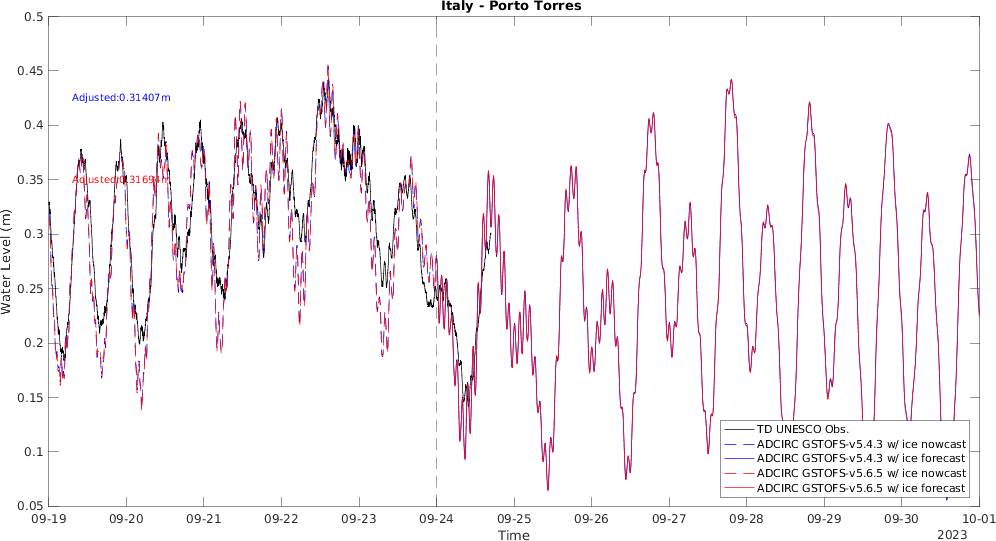 Italy - Porto Torres
0.5
0.45
0.4
0.35
0.3
0.25
0.2
0.15
0.1
0.05
Water Level (m)
Adjusted:0.31407m
Adjusted:0.31694m
TD UNESCO Obs.
ADCIRC GSTOFS-v5.4.3 w/ ice nowcast
ADCIRC GSTOFS-v5.4.3 w/ ice forecast
ADCIRC GSTOFS-v5.6.5 w/ ice nowcast
ADCIRC GSTOFS-v5.6.5 w/ ice forecast
09-19 09-20 09-21 09-22 09-23 09-24 09-25 09-26 09-27 09-28 09-29 09-30 10-01
Time
2023